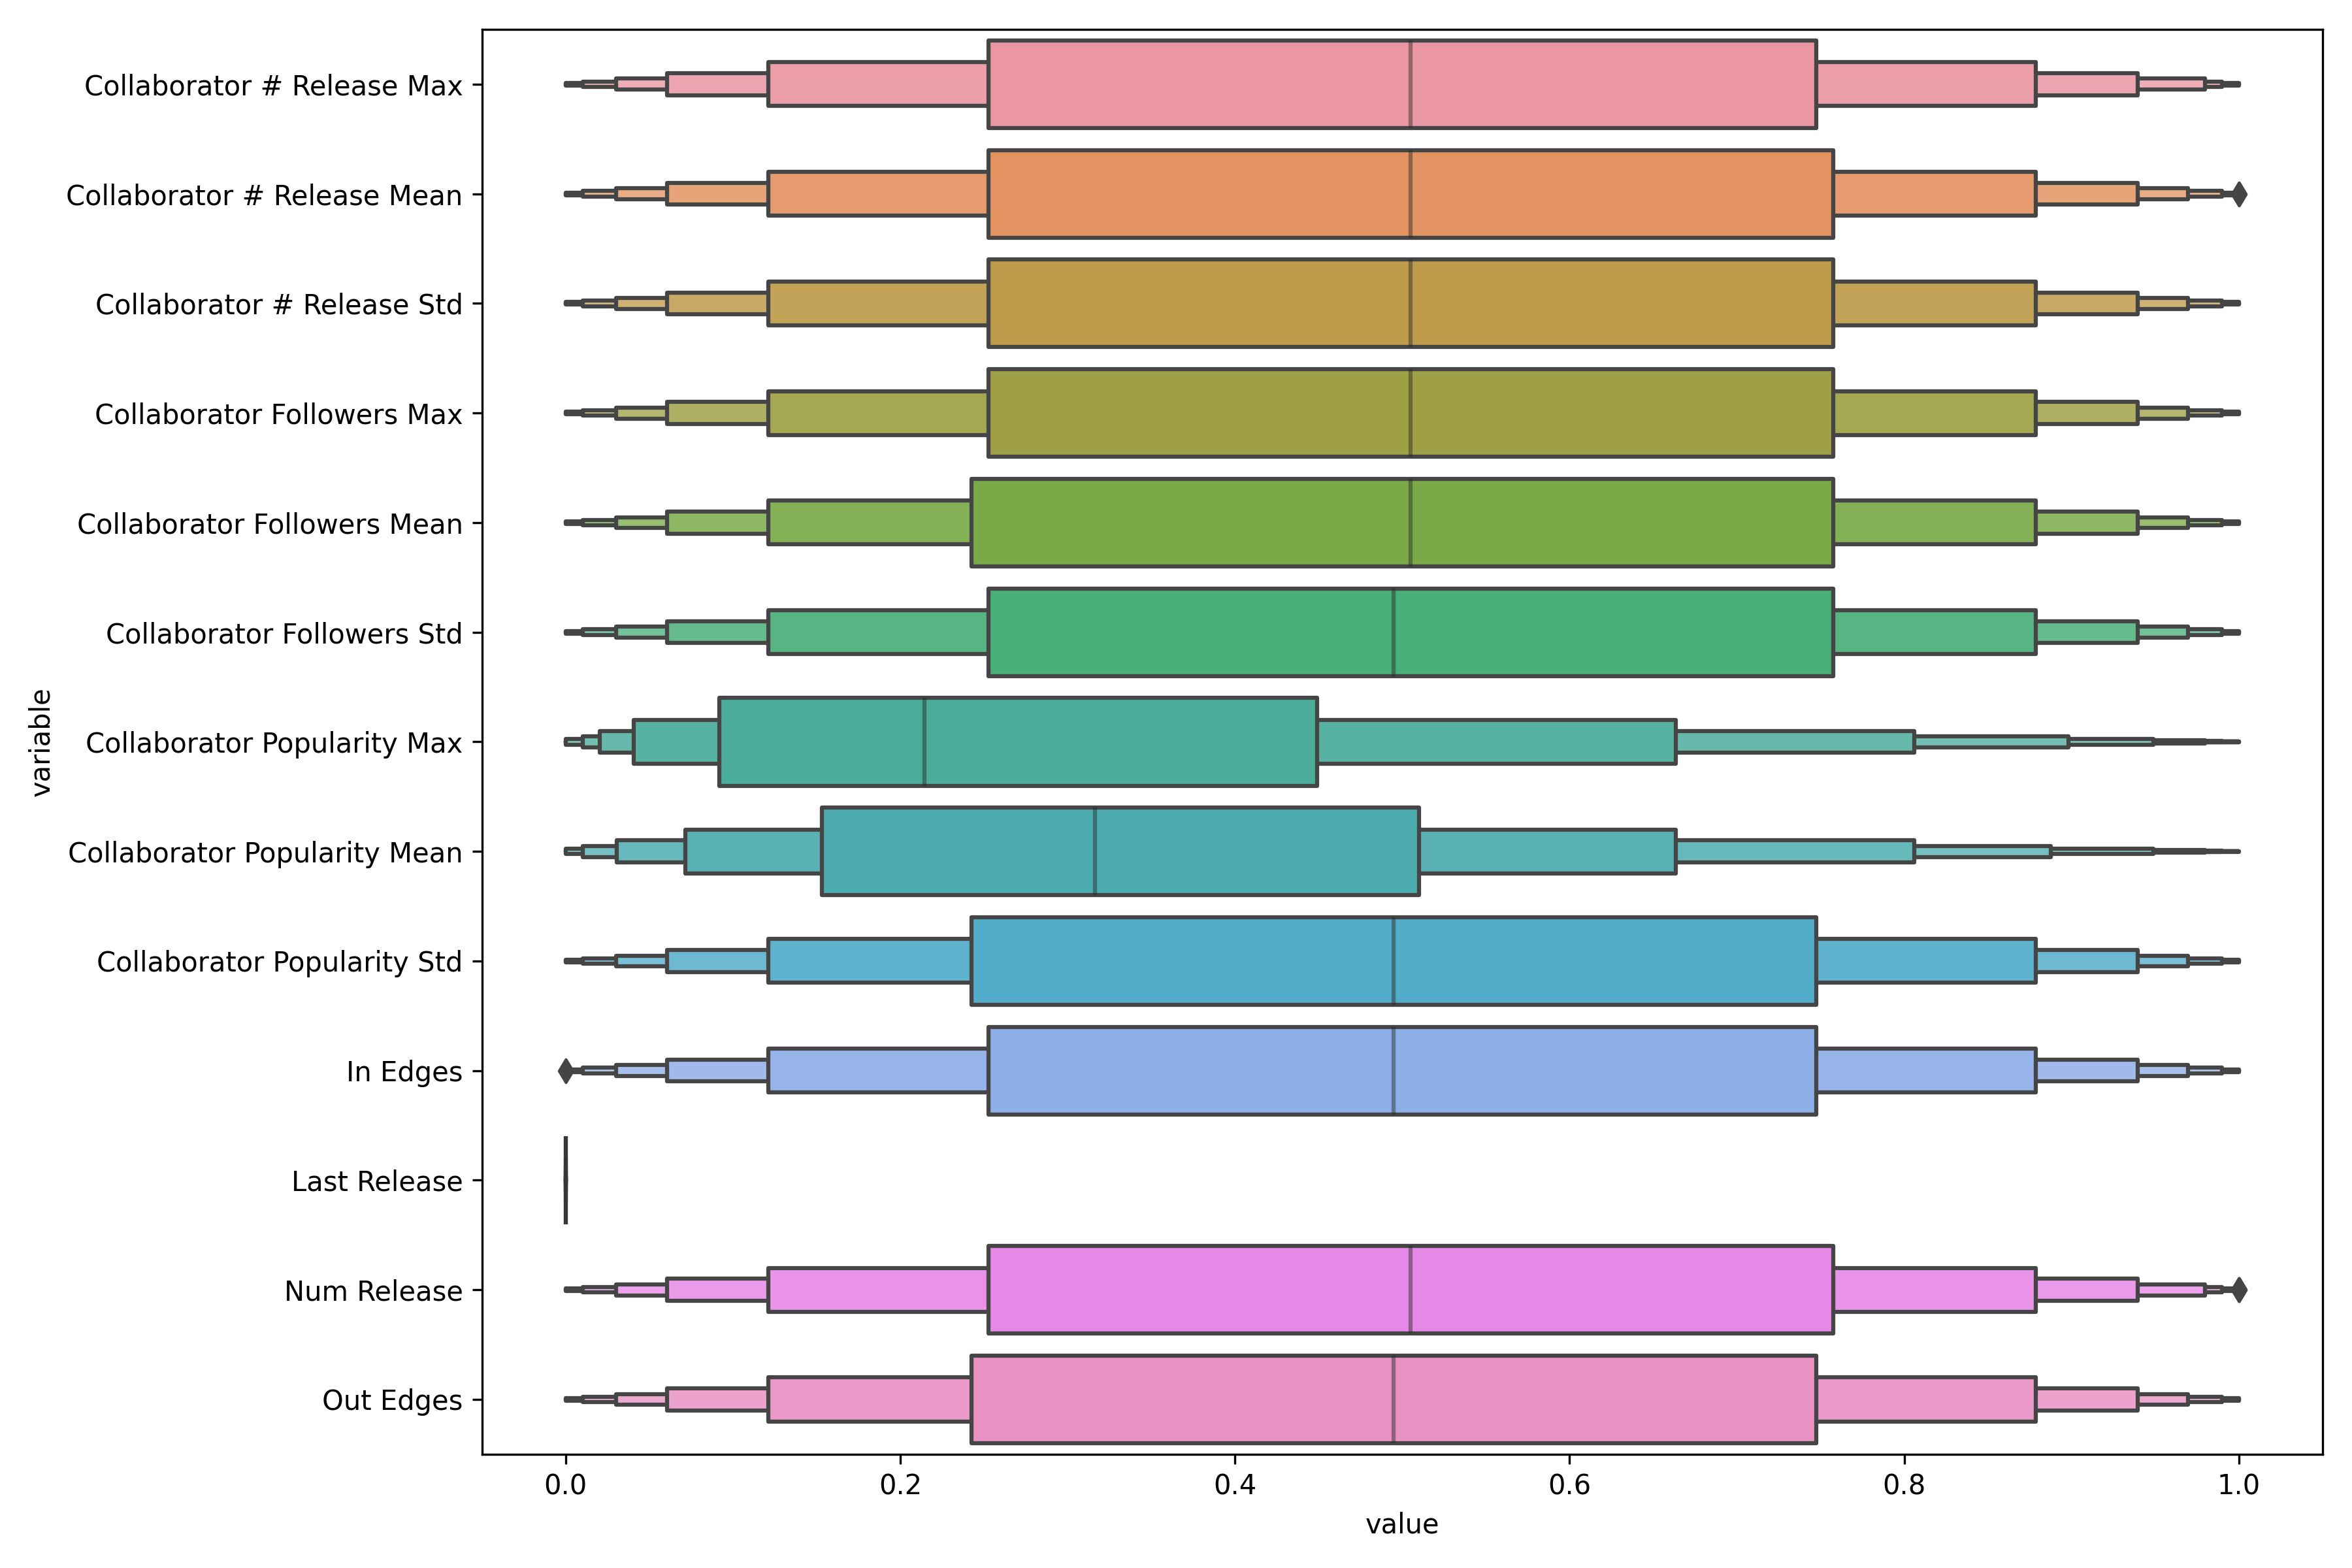 Collaborator # Release Max
Collaborator # Release Mean
Collaborator # Release Std
Collaborator Followers Max
Collaborator Followers Mean
Collaborator Followers Std
Collaborator Popularity Max
Collaborator Popularity Mean
Collaborator Popularity Std
In Edges
Last Release
Num Release
Out Edges
variable
0.0 0.2 0.4 0.6 0.8 1.0
value